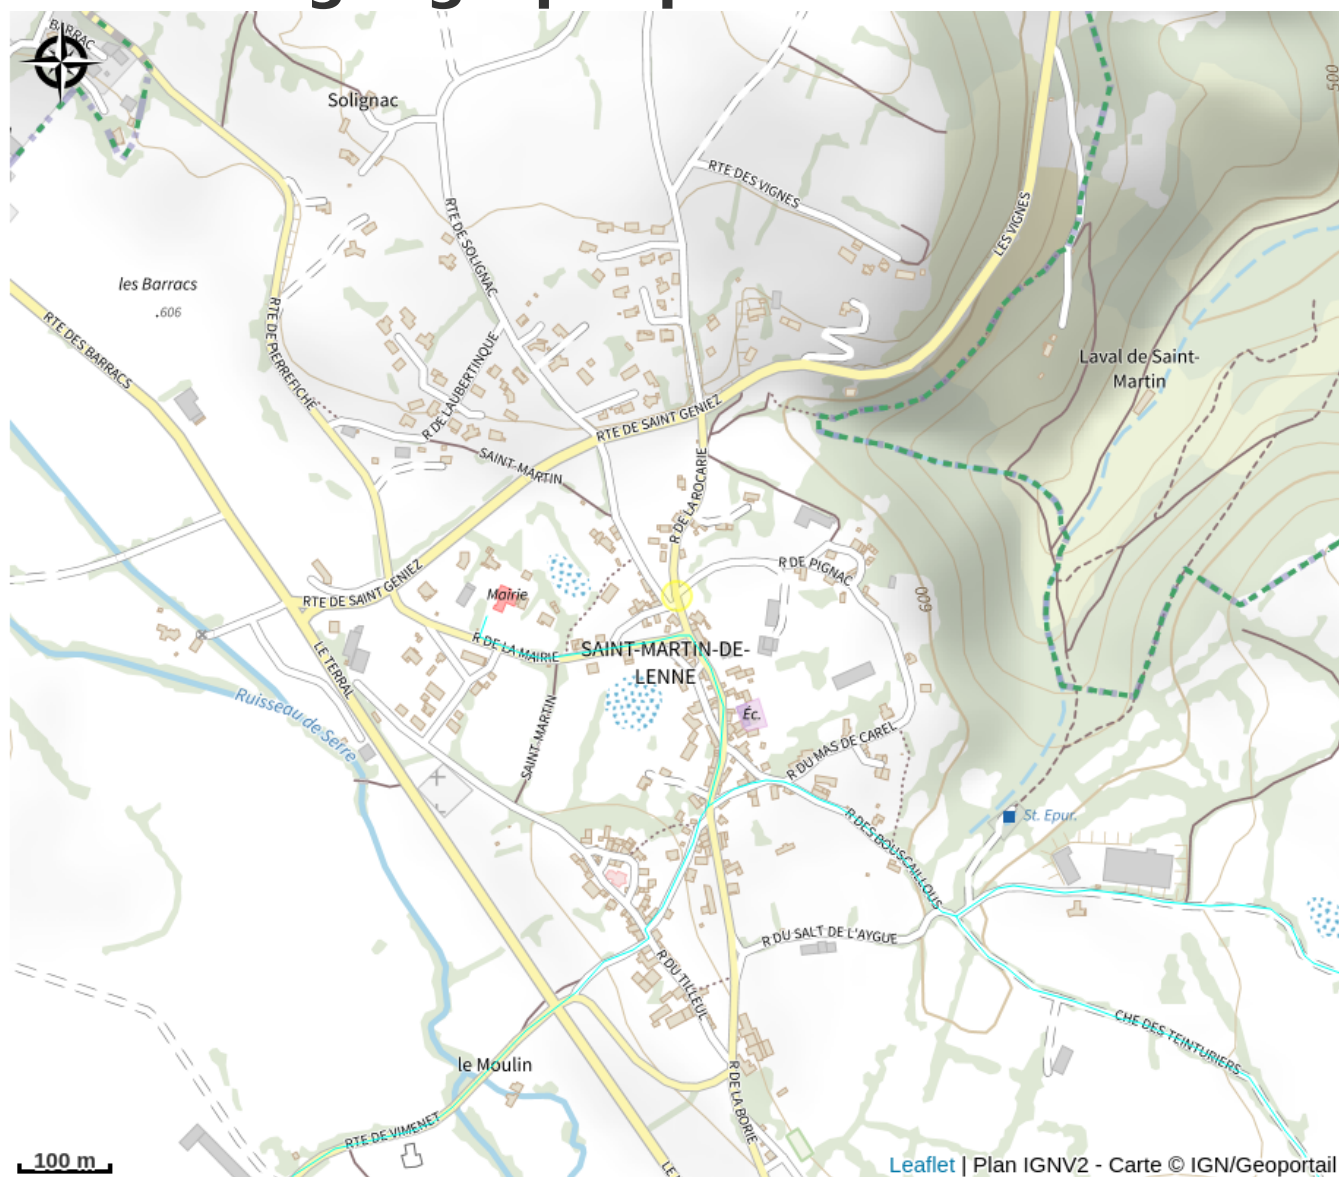 BARRAC
Solignac
500
RTE DES VIGNES
RTE DE SOLIGNAC
LES VIGNES
les Barracs
.606
RTE DE PIERREFICHE
RTE DES BARRACS
R DE LAUBERTINQUE
Laval de Saint-
Martin
RTE DE SAINT GENIEZ
SAINT-MARTIN
R DE LA ROCARIE
R DE PIGNAC
Mairie
600
RTE DE SAINT GENIEZ
R DE LA MAIRIE
SAINT-MARTIN-DE-
LENNE
LE TERRAL
Ruisseau de Serre
SAINT-MARTIN
Éc.
R DU MAS DE CAREL
St. Epur.
R DES BOUSCAILLOUS
R DU SALT DE L'AYGUE
R DU TILLEUL
CHE DES TEINTURIERS
le Moulin
R DE LA BORIE
RTE DE VIMENET
100 m
Leaflet | Plan IGNV2 - Carte © IGN/Geoportail